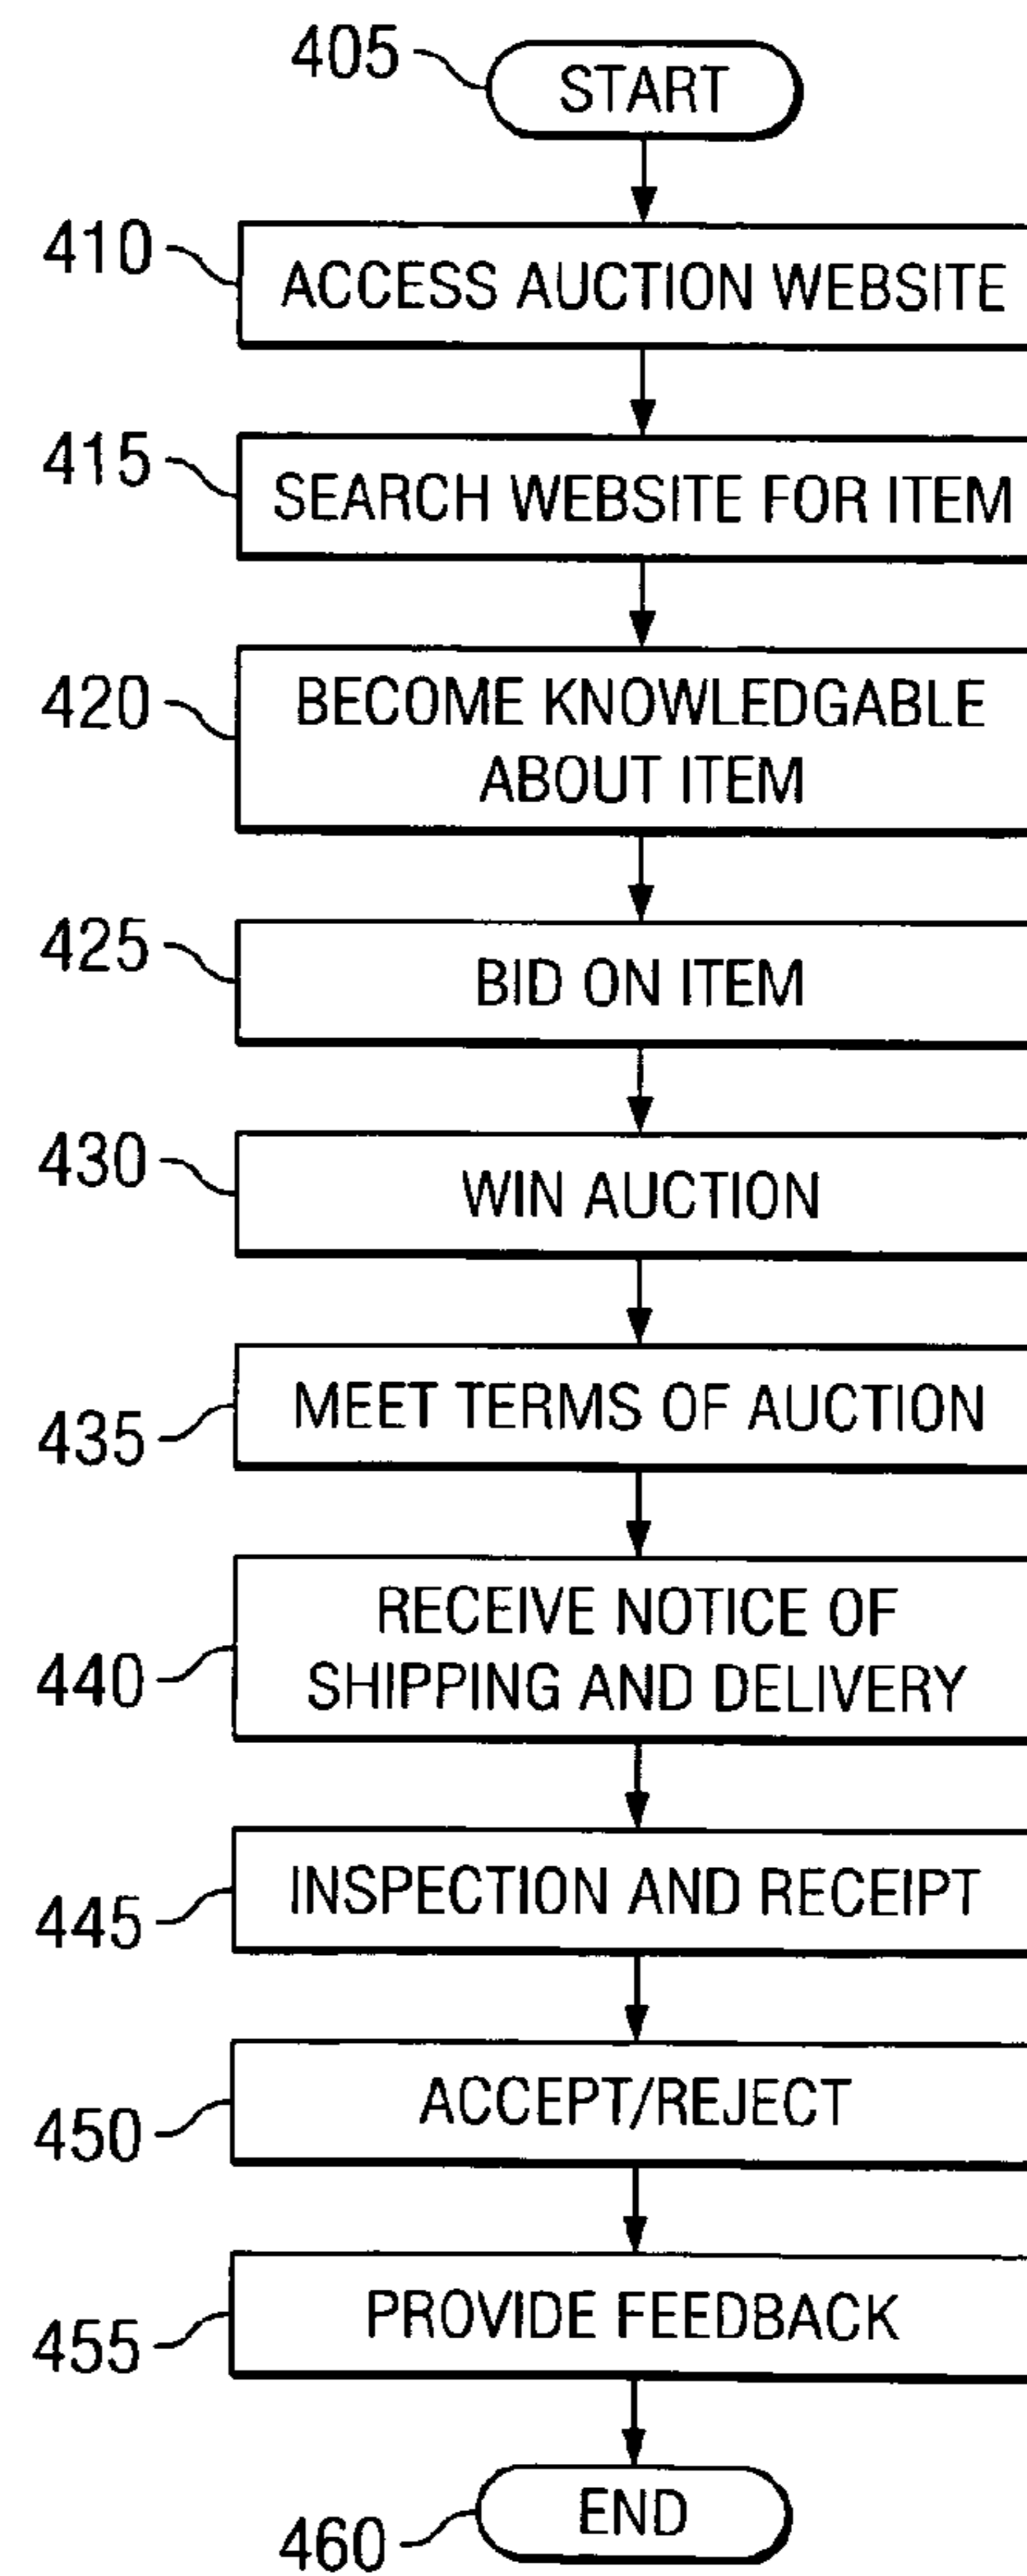 405
START
410
ACCESS AUCTION WEBSITE
415
SEARCH WEBSITE FOR ITEM
420
BECOME KNOWLEDGABLE
ABOUT ITEM
425
BID ON ITEM
430
WIN AUCTION
435
MEET TERMS OF AUCTION
440
RECEIVE NOTICE OF
SHIPPING AND DELIVERY
445
INSPECTION AND RECEIPT
450
ACCEPT/REJECT
455
PROVIDE FEEDBACK
460
END